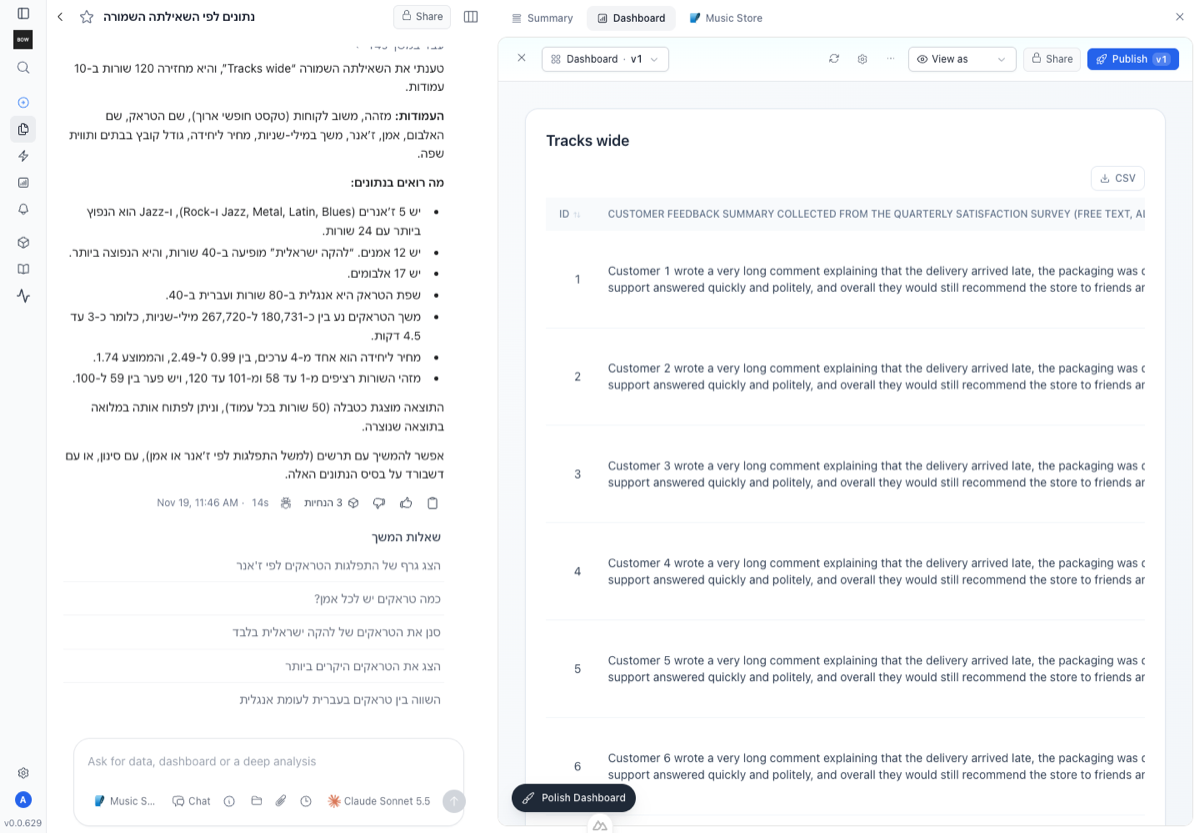 BOW
v0.0.629
A
נתונים לפי השאילתה השמורה
Share
טענתי את השאילתה השמורה "Tracks wide", והיא מחזירה 120 שורות ב-10
עמודות.
העמודות: מזהה, משוב לקוחות (טקסט חופשי ארוך), שם הטראק, שם
האלבום, אמן, ז'אנר, משך במילי-שניות, מחיר ליחידה, גודל קובץ בבתים ותווית
שפה.
מה רואים בנתונים:
• יש 5 ז'אנרים (Jazz, Metal, Latin, Blues ו-Rock), ו-Jazz הוא הנפוץ
ביותר עם 24 שורות.
• יש 12 אמנים. "להקה ישראלית" מופיעה ב-40 שורות, והיא הנפוצה ביותר.
• יש 17 אלבומים.
• שפת הטראק היא אנגלית ב-80 שורות ועברית ב-40.
• משך הטראקים נע בין כ-180,731 ל-267,720 מילי-שניות, כלומר כ-3 עד
4.5 דקות.
• מחיר ליחידה הוא אחד מ-4 ערכים, בין 0.99 ל-2.49, והממוצע 1.74.
• מזהי השורות רציפים מ-1 עד 58 ומ-101 עד 120, ויש פער בין 59 ל-100.
התוצאה מוצגת כטבלה (50 שורות בכל עמוד), וניתן לפתוח אותה במלואה
בתוצאה שנוצרה.
אפשר להמשיך עם תרשים (למשל התפלגות לפי ז'אנר או אמן), עם סינון, או עם
דשבורד על בסיס הנתונים האלה.
3 הנחיות 14s · Nov 19, 11:46 AM
שאלות המשך
הצג גרף של התפלגות הטראקים לפי ז'אנר
כמה טראקים יש לכל אמן?
סנן את הטראקים של להקה ישראלית בלבד
הצג את הטראקים היקרים ביותר
השווה בין טראקים בעברית לעומת אנגלית
Ask for data, dashboard or a deep analysis
Music S... Chat Claude Sonnet 5.5
Summary Dashboard Music Store
Dashboard · v1 ... View as Share Publish v1
Tracks wide
CSV
ID CUSTOMER FEEDBACK SUMMARY COLLECTED FROM THE QUARTERLY SATISFACTION SURVEY (FREE TEXT,
1 Customer 1 wrote a very long comment explaining that the delivery arrived late, the packaging was
support answered quickly and politely, and overall they would still recommend the store to friends
2 Customer 2 wrote a very long comment explaining that the delivery arrived late, the packaging was
support answered quickly and politely, and overall they would still recommend the store to friends
3 Customer 3 wrote a very long comment explaining that the delivery arrived late, the packaging was
support answered quickly and politely, and overall they would still recommend the store to friends
4 Customer 4 wrote a very long comment explaining that the delivery arrived late, the packaging was
support answered quickly and politely, and overall they would still recommend the store to friends
5 Customer 5 wrote a very long comment explaining that the delivery arrived late, the packaging was
support answered quickly and politely, and overall they would still recommend the store to friends
6 Customer 6 wrote a very long comment explaining that the delivery arrived late, the packaging was
support answered quickly and politely, and overall they would still recommend the store to friends
Polish Dashboard